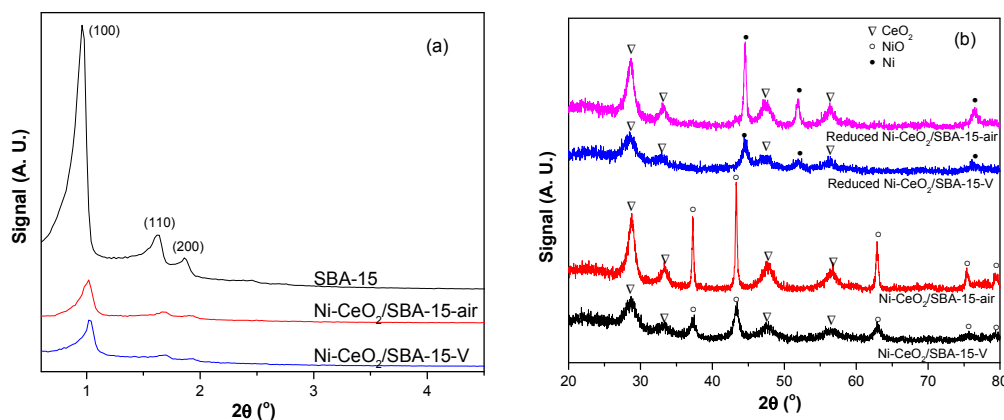 (a)
(100)
(110)
(200)
SBA-15
Ni-CeO₂/SBA-15-air
Ni-CeO₂/SBA-15-V
Signal (A. U.)
1 2 3 4
2θ (°)
(b)
▽ CeO₂
○ NiO
● Ni
Reduced Ni-CeO₂/SBA-15-air
Reduced Ni-CeO₂/SBA-15-V
Ni-CeO₂/SBA-15-air
Ni-CeO₂/SBA-15-V
Signal (A. U.)
20 30 40 50 60 70 80
2θ (°)